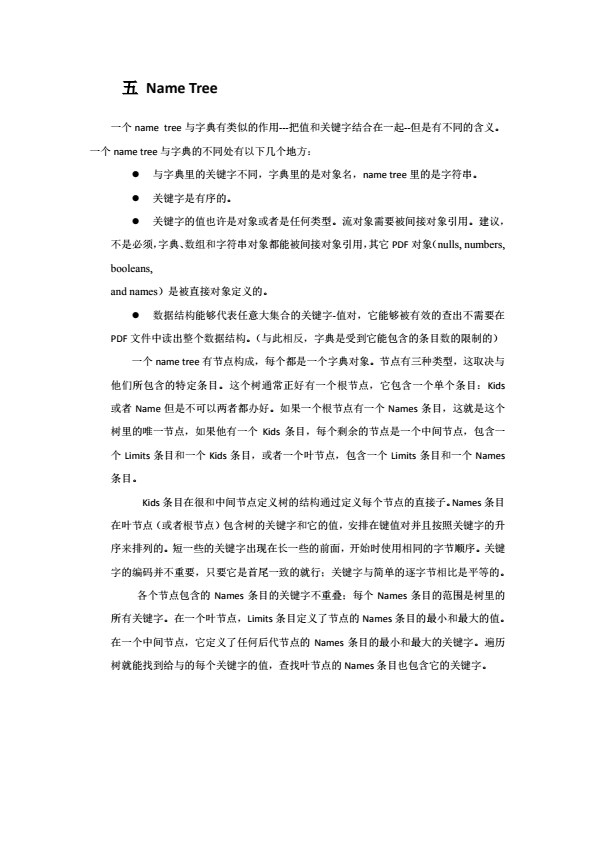 五 Name Tree
一个 name tree 与字典有类似的作用---把值和关键字结合在一起--但是有不同的含义。
一个 name tree 与字典的不同处有以下几个地方：
● 与字典里的关键字不同，字典里的是对象名，name tree 里的是字符串。
● 关键字是有序的。
● 关键字的值也许是对象或者是任何类型。流对象需要被间接对象引用。建议，
不是必须，字典、数组和字符串对象都能被间接对象引用，其它 PDF 对象（nulls, numbers,
booleans,
and names）是被直接对象定义的。
● 数据结构能够代表任意大集合的关键字-值对，它能够被有效的查出不需要在
PDF 文件中读出整个数据结构。（与此相反，字典是受到它能包含的条目数的限制的）
一个 name tree 有节点构成，每个都是一个字典对象。节点有三种类型，这取决与
他们所包含的特定条目。这个树通常正好有一个根节点，它包含一个单个条目：Kids
或者 Name 但是不可以两者都办好。如果一个根节点有一个 Names 条目，这就是这个
树里的唯一节点，如果他有一个 Kids 条目，每个剩余的节点是一个中间节点，包含一
个 Limits 条目和一个 Kids 条目，或者一个叶节点，包含一个 Limits 条目和一个 Names
条目。
Kids 条目在很和中间节点定义树的结构通过定义每个节点的直接子。Names 条目
在叶节点（或者根节点）包含树的关键字和它的值，安排在键值对并且按照关键字的升
序来排列的。短一些的关键字出现在长一些的前面，开始时使用相同的字节顺序。关键
字的编码并不重要，只要它是首尾一致的就行；关键字与简单的逐字节相比是平等的。
各个节点包含的 Names 条目的关键字不重叠；每个 Names 条目的范围是树里的
所有关键字。在一个叶节点，Limits 条目定义了节点的 Names 条目的最小和最大的值。
在一个中间节点，它定义了任何后代节点的 Names 条目的最小和最大的关键字。遍历
树就能找到给与的每个关键字的值，查找叶节点的 Names 条目也包含它的关键字。